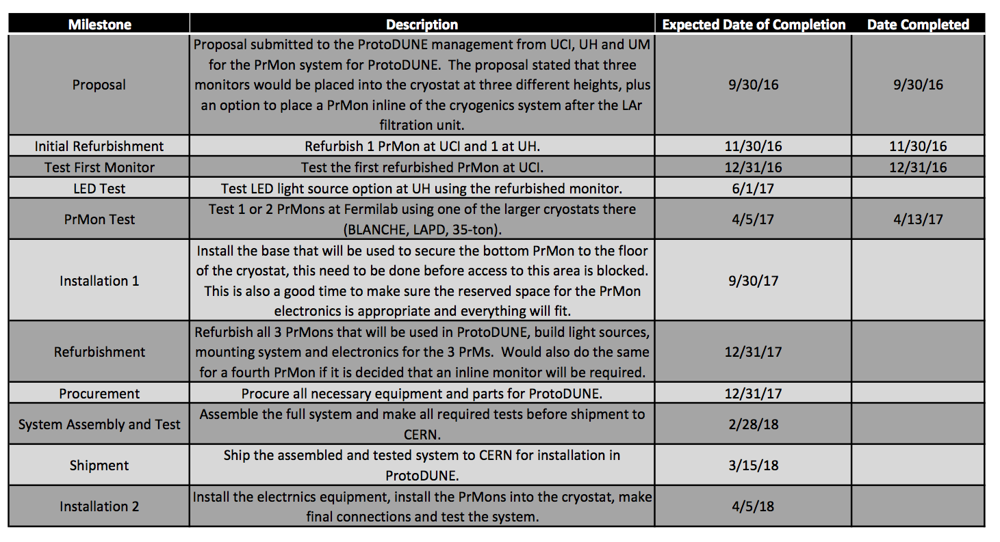 Milestone Description Expected Date of Completion Date Completed
Proposal submitted to the ProtoDUNE management from UCI, UH and UM
for the PrMon system for ProtoDUNE. The proposal stated that three
Proposal monitors would be placed into the cryostat at three different heights, plus 9/30/16 9/30/16
an option to place a PrMon inline of the cryogenics system after the LAr
filtration unit.
Initial Refurbishment Refurbish 1 PrMon at UCI and 1 at UH. 11/30/16 11/30/16
Test First Monitor Test the first refurbished PrMon at UCI. 12/31/16 12/31/16
LED Test Test LED light source option at UH using the refurbished monitor. 6/1/17
PrMon Test Test 1 or 2 PrMons at Fermilab using one of the larger cryostats there 4/5/17 4/13/17
(BLANCHE, LAPD, 35-ton).
Install the base that will be used to secure the bottom PrMon to the floor
Installation 1 of the cryostat, this need to be done before access to this area is blocked. 9/30/17
This is also a good time to make sure the reserved space for the PrMon
electronics is appropriate and everything will fit.
Refurbish all 3 PrMons that will be used in ProtoDUNE, build light sources,
Refurbishment mounting system and electronics for the 3 PrMs. Would also do the same 12/31/17
for a fourth PrMon if it is decided that an inline monitor will be required.
Procurement Procure all necessary equipment and parts for ProtoDUNE. 12/31/17
System Assembly and Test Assemble the full system and make all required tests before shipment to 2/28/18
CERN.
Shipment Ship the assembled and tested system to CERN for installation in 3/15/18
ProtoDUNE.
Installation 2 Install the electrnics equipment, install the PrMons into the cryostat, make 4/5/18
final connections and test the system.